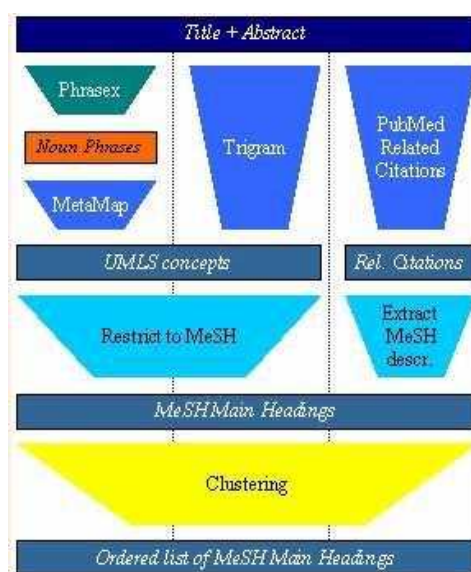 Title + Abstract
Phrasex
Noun Phrases
MetaMap
Trigram
PubMed
Related
Citations
UMLS concepts
Rel. Citations
Restrict to MeSH
Extract
MeSH
descr.
MeSH Main Headings
Clustering
Ordered list of MeSH Main Headings